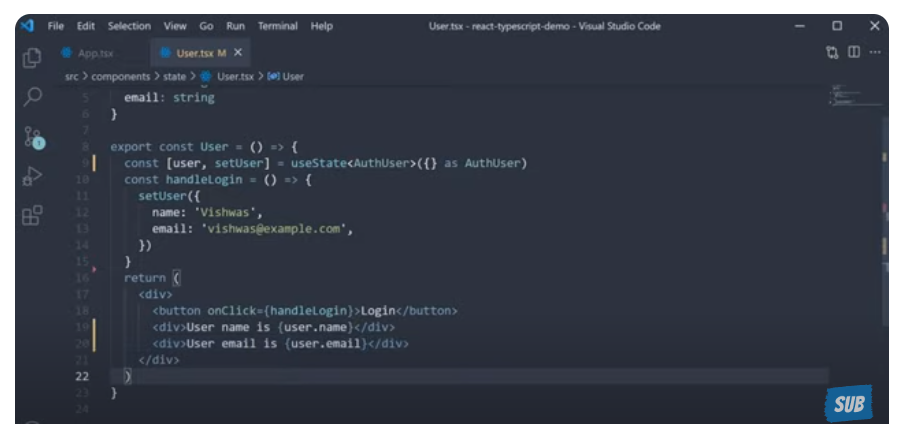 File Edit Selection View Go Run Terminal Help User.tsx - react-typescript-demo - Visual Studio Code
App.tsx User.tsx M
src > components > state > User.tsx > User
5 email: string
6 }
7
8 export const User = () => {
9 const [user, setUser] = useState<AuthUser>({} as AuthUser)
10 const handleLogin = () => {
11 setUser({
12 name: 'Vishwas',
13 email: 'vishwas@example.com',
14 })
15 }
16 return (
17 <div>
18 <button onClick={handleLogin}>Login</button>
19 <div>User name is {user.name}</div>
20 <div>User email is {user.email}</div>
21 </div>
22 )
23 }
24
1
SUB